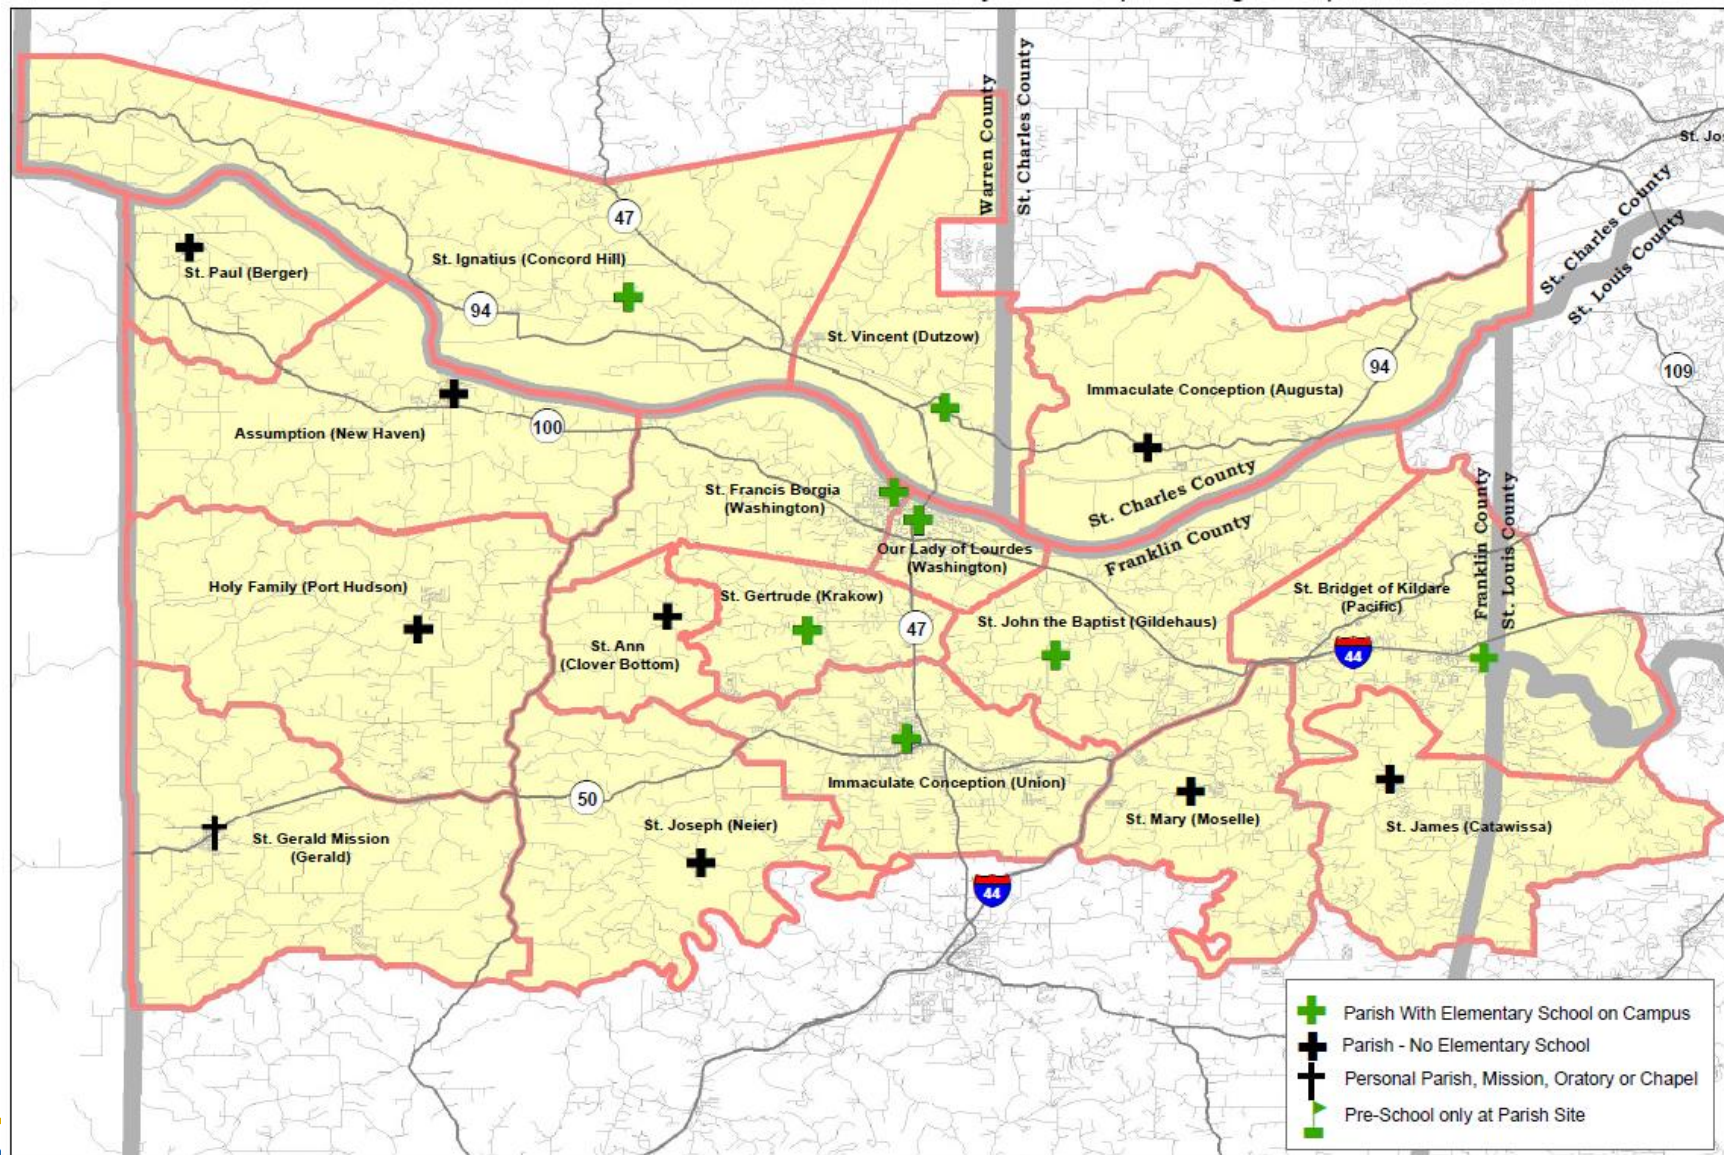 Warren County
St. Charles County
St. Jo
St. Charles County
St. Louis County
47
St. Paul (Berger)
St. Ignatius (Concord Hill)
94
St. Vincent (Dutzow)
94
109
Immaculate Conception (Augusta)
Assumption (New Haven)
100
St. Francis Borgia
(Washington)
St. Charles County
Franklin County
Franklin County
St. Louis County
Our Lady of Lourdes
(Washington)
Holy Family (Port Hudson)
St. Gertrude (Krakow)
47
St. John the Baptist (Gildehaus)
St. Bridget of Kildare
(Pacific)
44
St. Ann
(Clover Bottom)
Immaculate Conception (Union)
50
St. Joseph (Neier)
St. Mary (Moselle)
St. James (Catawissa)
St. Gerald Mission
(Gerald)
44
Parish With Elementary School on Campus
Parish - No Elementary School
Personal Parish, Mission, Oratory or Chapel
Pre-School only at Parish Site